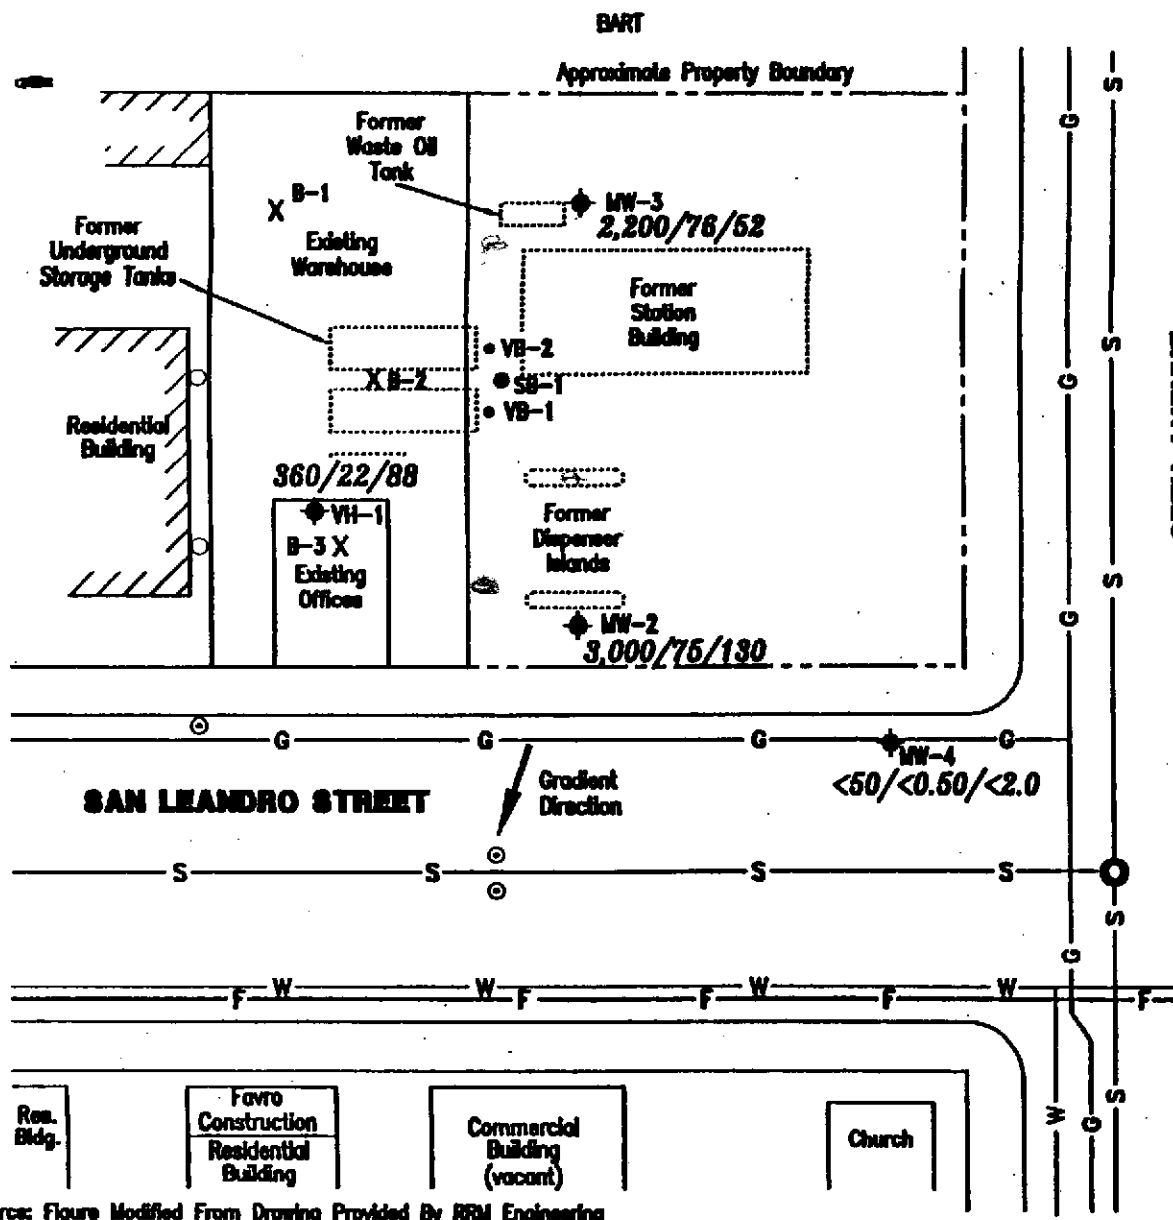 BART
Approximate Property Boundary
Former
Waste Oil
Tank
B-1
MW-3
2,200/76/52
Former
Underground
Storage Tanks
Existing
Warehouse
Former
Station
Building
VB-2
B-2
SB-1
VB-1
Residential
Building
360/22/88
VH-1
B-3
Existing
Offices
Former
Dispenser
Islands
MW-2
3,000/75/130
G G G G
MW-4
<50/<0.50/<2.0
SAN LEANDRO STREET
Gradient
Direction
S S S S
W W W W
F F F F F
G G G G G
S S S S S
W
Res.
Bldg.
Favro
Construction
Residential
Building
Commercial
Building
(vacant)
Church
rce: Figure Modified From Drawing Provided By RRM Engineering